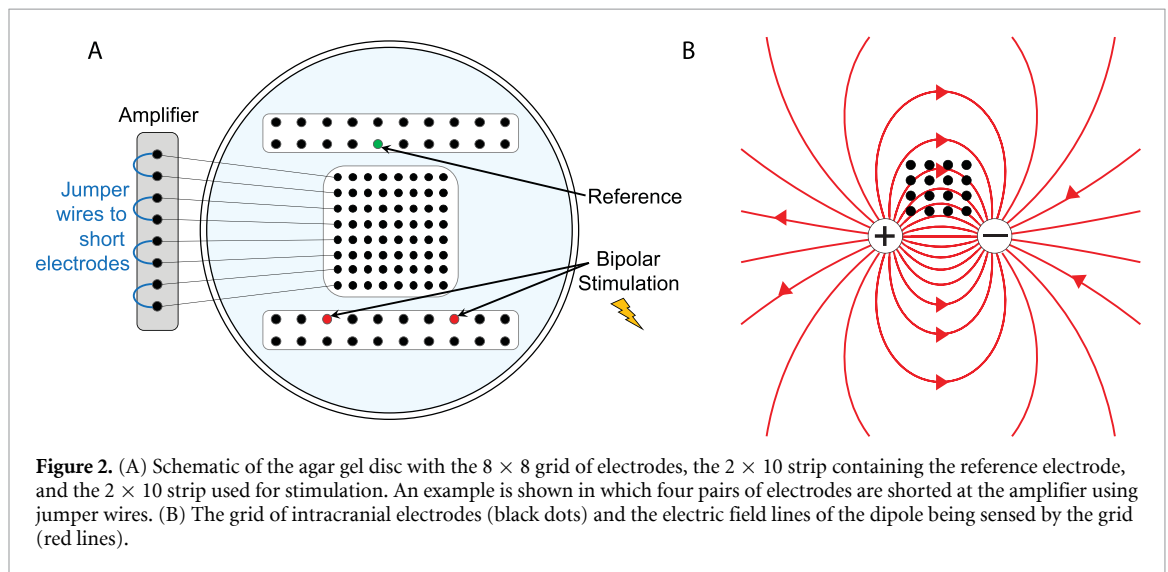 A
B
Amplifier
Jumper
wires to
short
electrodes
Reference
Bipolar
Stimulation
+
−
Figure 2. (A) Schematic of the agar gel disc with the 8 × 8 grid of electrodes, the 2 × 10 strip containing the reference electrode,
and the 2 × 10 strip used for stimulation. An example is shown in which four pairs of electrodes are shorted at the amplifier using
jumper wires. (B) The grid of intracranial electrodes (black dots) and the electric field lines of the dipole being sensed by the grid
(red lines).